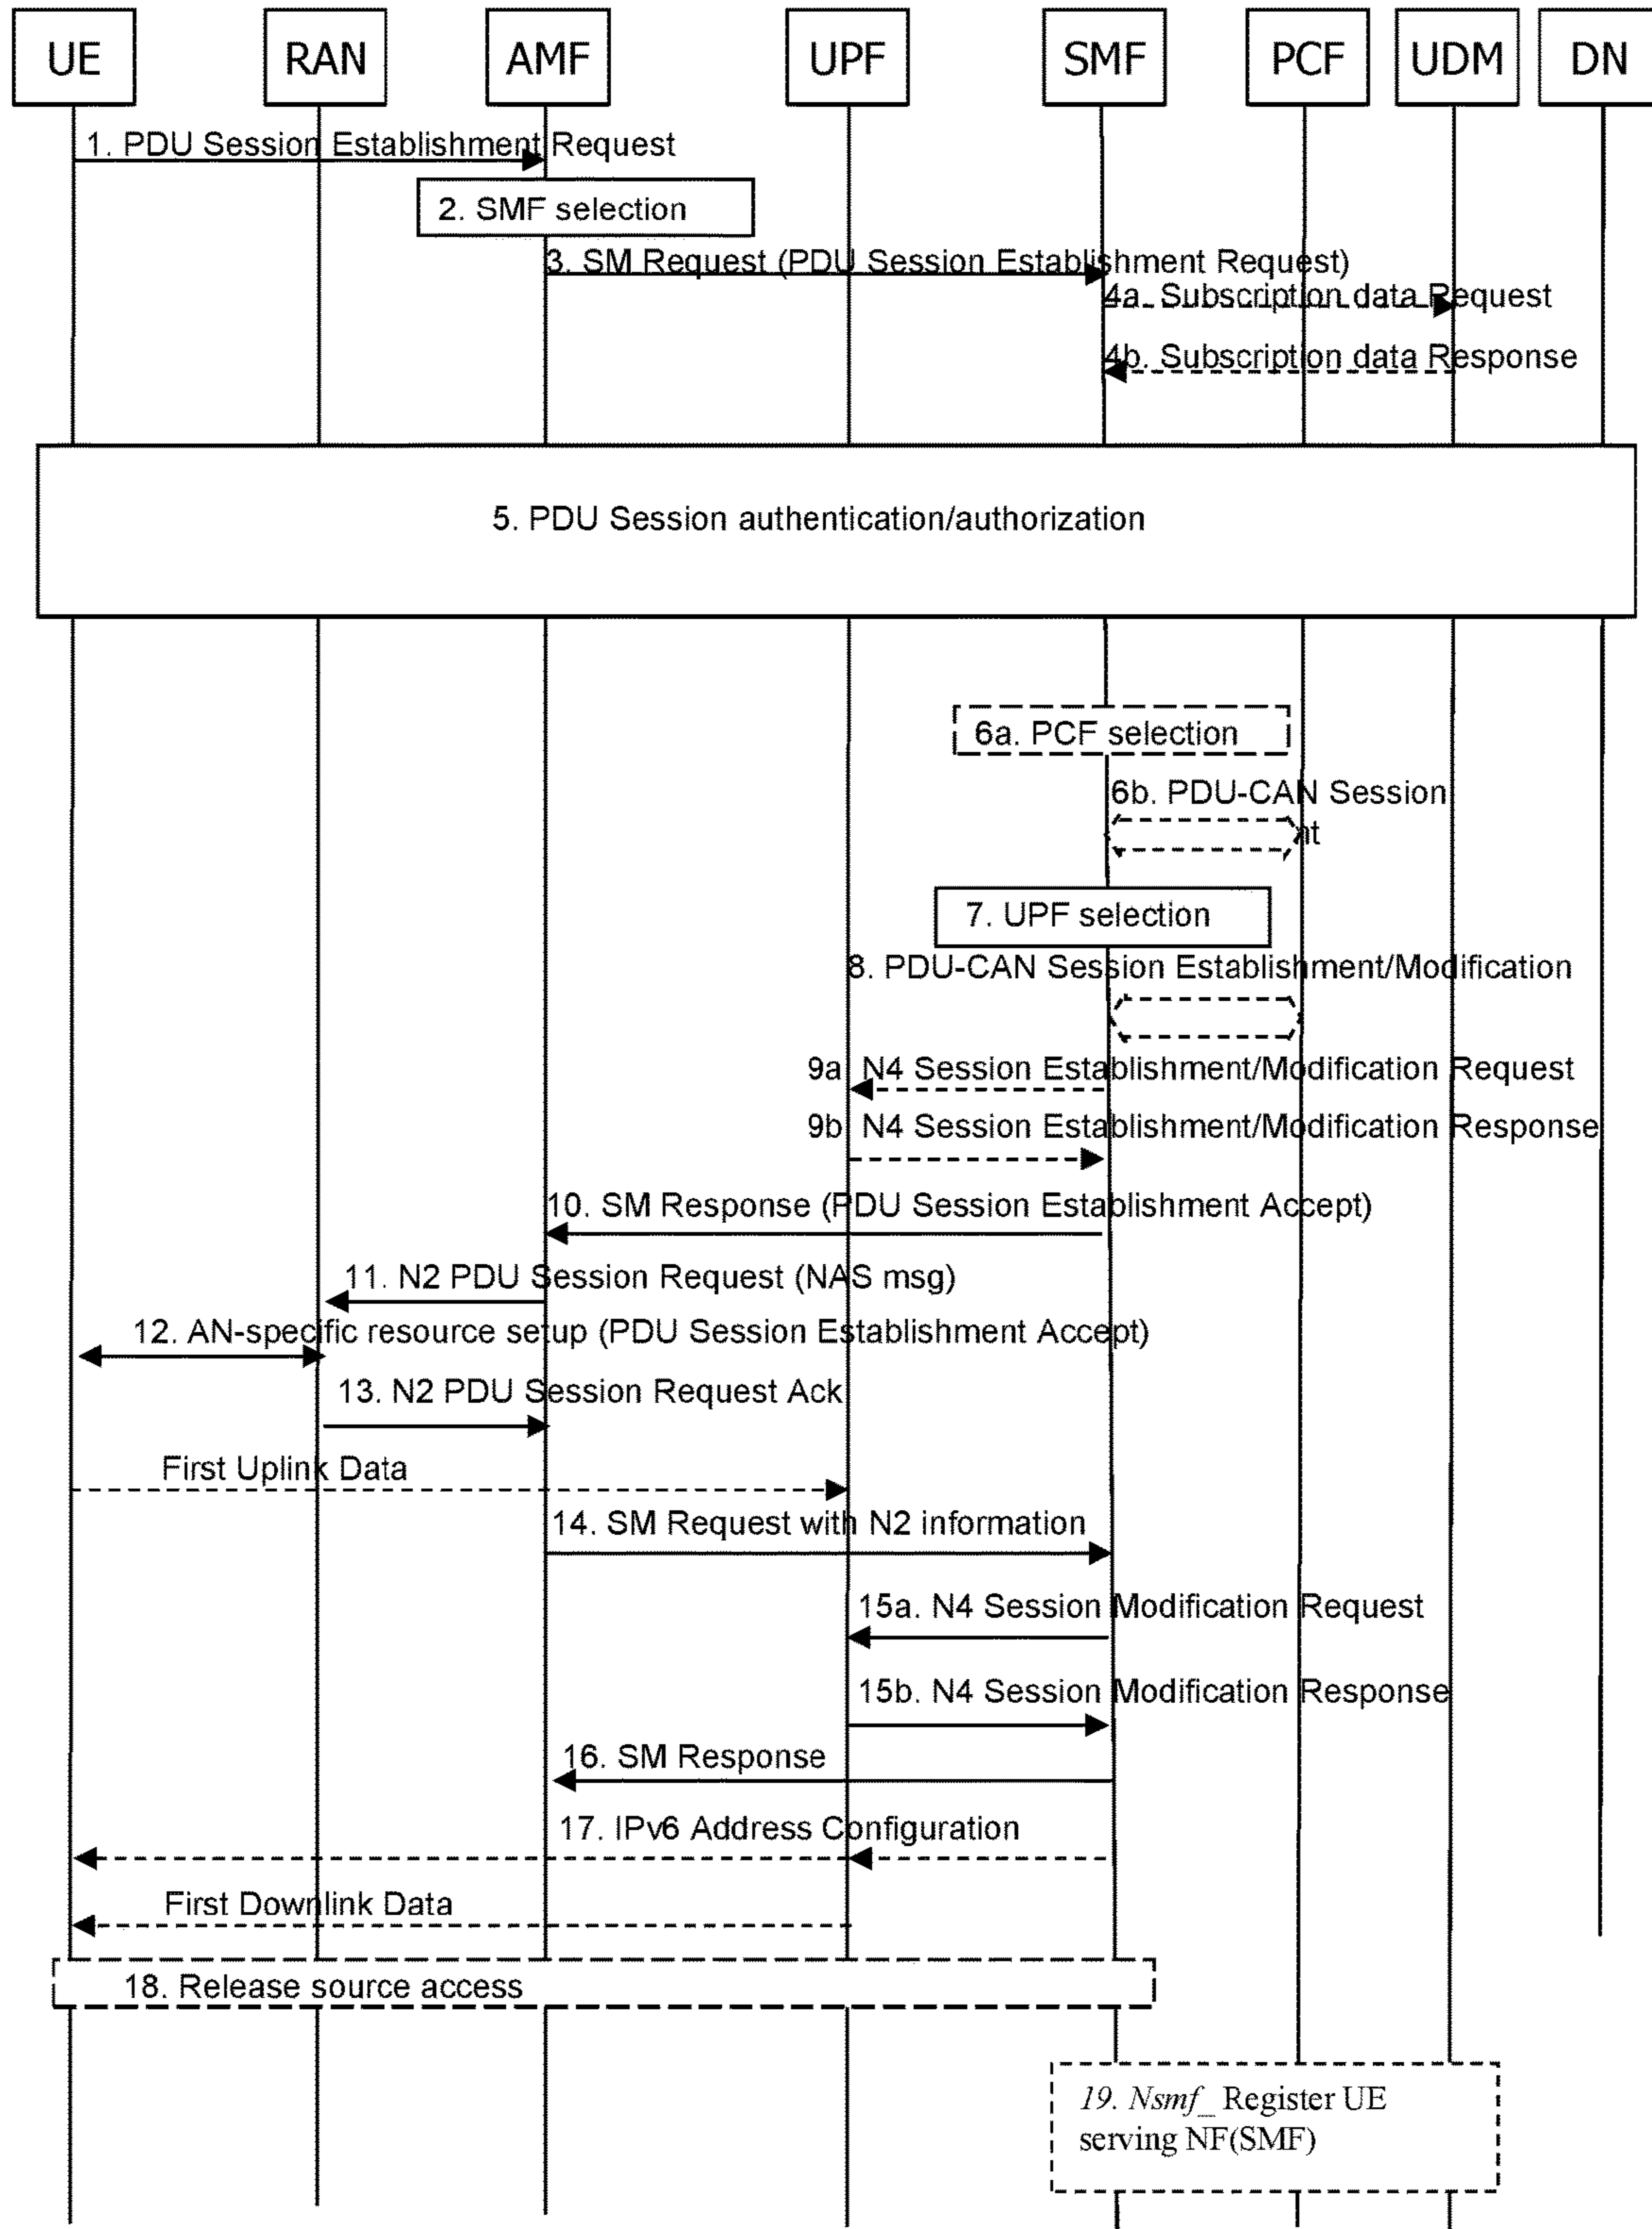 UE RAN AMF UPF SMF PCF UDM DN
1. PDU Session Establishment Request
2. SMF selection
3. SM Request (PDU Session Establishment Request)
4a. Subscription data Request
4b. Subscription data Response
5. PDU Session authentication/authorization
6a. PCF selection
6b. PDU-CAN Session
nt
7. UPF selection
8. PDU-CAN Session Establishment/Modification
9a N4 Session Establishment/Modification Request
9b N4 Session Establishment/Modification Response
10. SM Response (PDU Session Establishment Accept)
11. N2 PDU Session Request (NAS msg)
12. AN-specific resource setup (PDU Session Establishment Accept)
13. N2 PDU Session Request Ack
First Uplink Data
14. SM Request with N2 information
15a. N4 Session Modification Request
15b. N4 Session Modification Response
16. SM Response
17. IPv6 Address Configuration
First Downlink Data
18. Release source access
19. Nsmf_ Register UE
serving NF(SMF)